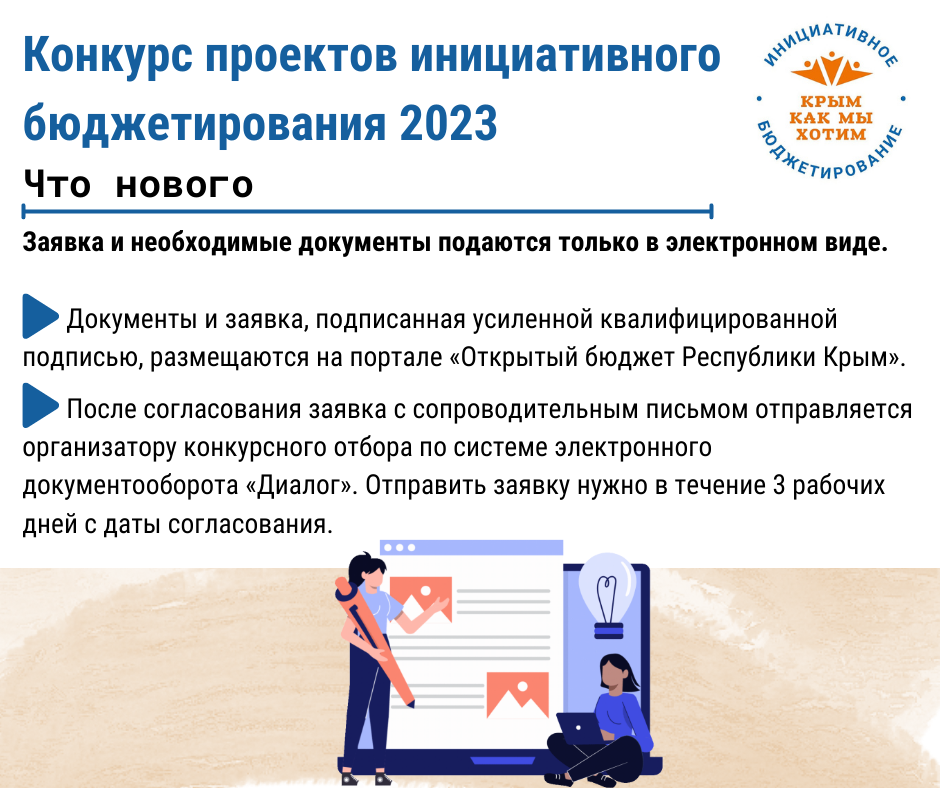 Конкурс проектов инициативного
бюджетирования 2023
Что нового
ИНИЦИАТИВНОЕ
КРЫМ
КАК МЫ
ХОТИМ
БЮДЖЕТИРОВАНИЕ
Заявка и необходимые документы подаются только в электронном виде.
Документы и заявка, подписанная усиленной квалифицированной
подписью, размещаются на портале «Открытый бюджет Республики Крым».
После согласования заявка с сопроводительным письмом отправляется
организатору конкурсного отбора по системе электронного
документооборота «Диалог». Отправить заявку нужно в течение 3 рабочих
дней с даты согласования.